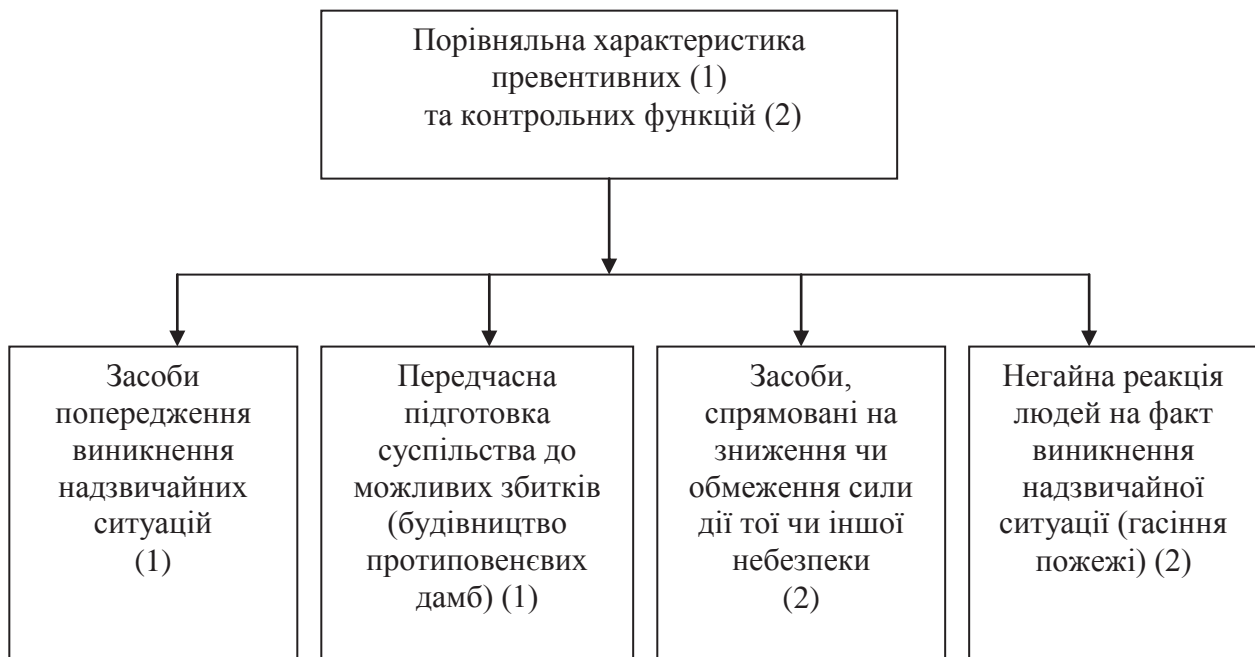 Порівняльна характеристика
превентивних (1)
та контрольних функцій (2)
Засоби
попередження
виникнення
надзвичайних
ситуацій
(1)
Передчасна
підготовка
суспільства до
можливих збитків
(будівництво
протиповенєвих
дамб) (1)
Засоби,
спрямовані на
зниження чи
обмеження сили
дії тої чи іншої
небезпеки
(2)
Негайна реакція
людей на факт
виникнення
надзвичайної
ситуації (гасіння
пожежі) (2)